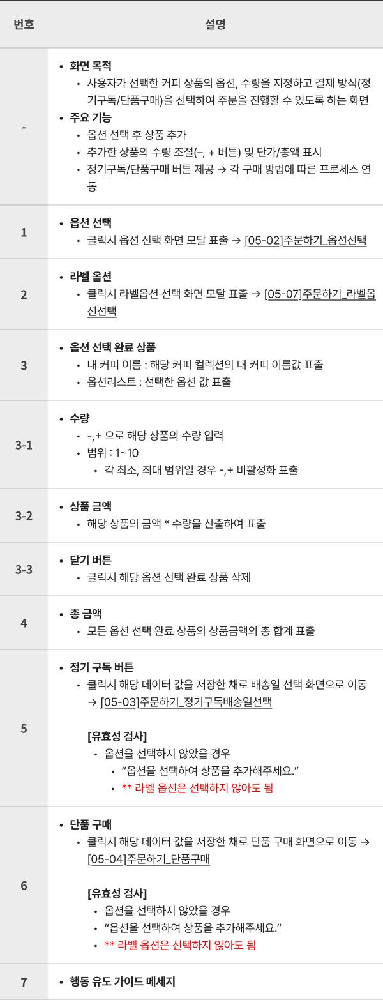 번호 설명
-
• 화면 목적
• 사용자가 선택한 커피 상품의 옵션, 수량을 지정하고 결제 방식(정
기구독/단품구매)을 선택하여 주문을 진행할 수 있도록 하는 화면
• 주요 기능
• 옵션 선택 후 상품 추가
• 추가한 상품의 수량 조절(–, + 버튼) 및 단가/총액 표시
• 정기구독/단품구매 버튼 제공 → 각 구매 방법에 따른 프로세스 연
동
1
• 옵션 선택
• 클릭시 옵션 선택 화면 모달 표출 → [05-02]주문하기_옵션선택
2
• 라벨 옵션
• 클릭시 라벨옵션 선택 화면 모달 표출 → [05-07]주문하기_라벨옵
션선택
3
• 옵션 선택 완료 상품
• 내 커피 이름 : 해당 커피 컬렉션의 내 커피 이름값 표출
• 옵션리스트 : 선택한 옵션 값 표출
3-1
• 수량
• -,+ 으로 해당 상품의 수량 입력
• 범위 : 1~10
• 각 최소, 최대 범위일 경우 -,+ 비활성화 표출
3-2
• 상품 금액
• 해당 상품의 금액 * 수량을 산출하여 표출
3-3
• 닫기 버튼
• 클릭시 해당 옵션 선택 완료 상품 삭제
4
• 총 금액
• 모든 옵션 선택 완료 상품의 상품금액의 총 합계 표출
5
• 정기 구독 버튼
• 클릭시 해당 데이터 값을 저장한 채로 배송일 선택 화면으로 이동
→ [05-03]주문하기_정기구독배송일선택
[유효성 검사]
• 옵션을 선택하지 않았을 경우
• “옵션을 선택하여 상품을 추가해주세요.”
• ** 라벨 옵션은 선택하지 않아도 됨
6
• 단품 구매
• 클릭시 해당 데이터 값을 저장한 채로 단품 구매 화면으로 이동 →
[05-04]주문하기_단품구매
[유효성 검사]
• 옵션을 선택하지 않았을 경우
• “옵션을 선택하여 상품을 추가해주세요.”
• ** 라벨 옵션은 선택하지 않아도 됨
7
• 행동 유도 가이드 메세지